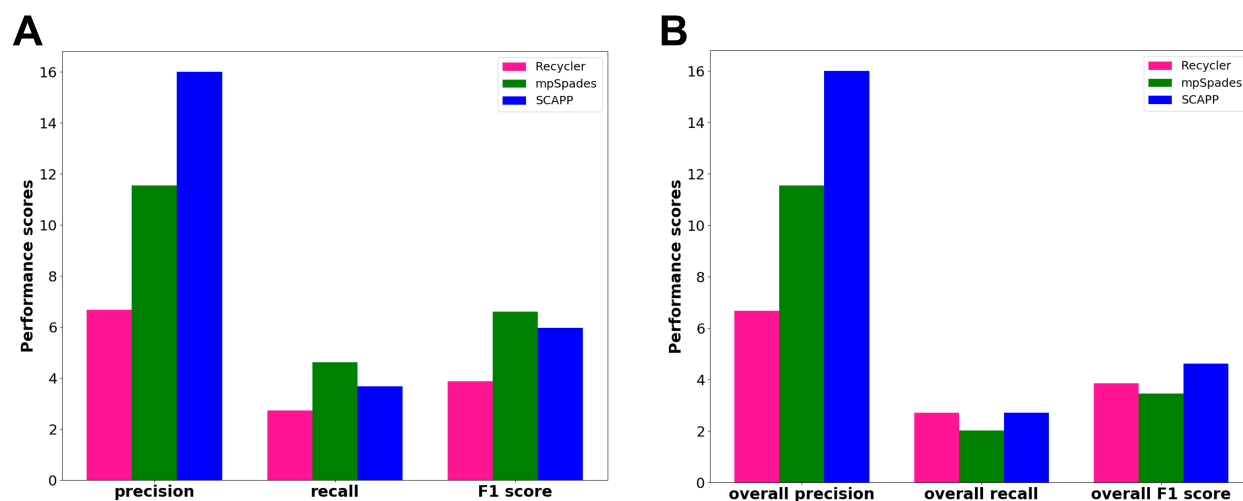 A
Performance scores
16
14
12
10
8
6
4
2
0
Recycler
mpSpades
SCAPP
precision
recall
F1 score
B
Performance scores
16
14
12
10
8
6
4
2
0
Recycler
mpSpades
SCAPP
overall precision
overall recall
overall F1 score